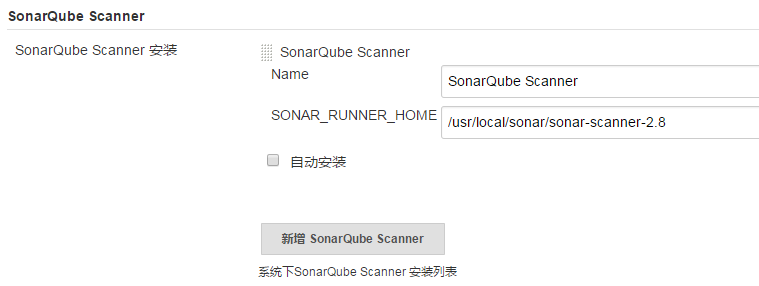 SonarQube Scanner
SonarQube Scanner 安装
SonarQube Scanner
Name
SonarQube Scanner
SONAR_RUNNER_HOME
/usr/local/sonar/sonar-scanner-2.8
自动安装
新增 SonarQube Scanner
系统下SonarQube Scanner 安装列表